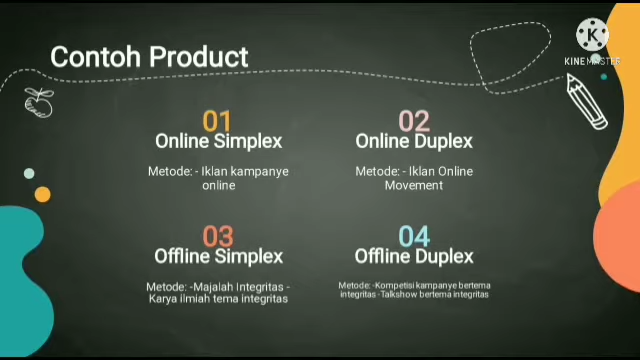 Contoh Product
K
KINEMASTER
01
Online Simplex
Metode: - Iklan kampanye
online
02
Online Duplex
Metode: - Iklan Online
Movement
03
Offline Simplex
Metode: -Majalah Integritas -
Karya ilmiah tema integritas
04
Offline Duplex
Metode: -Kompetisi kampanye bertema
integritas -Talkshow bertema integritas